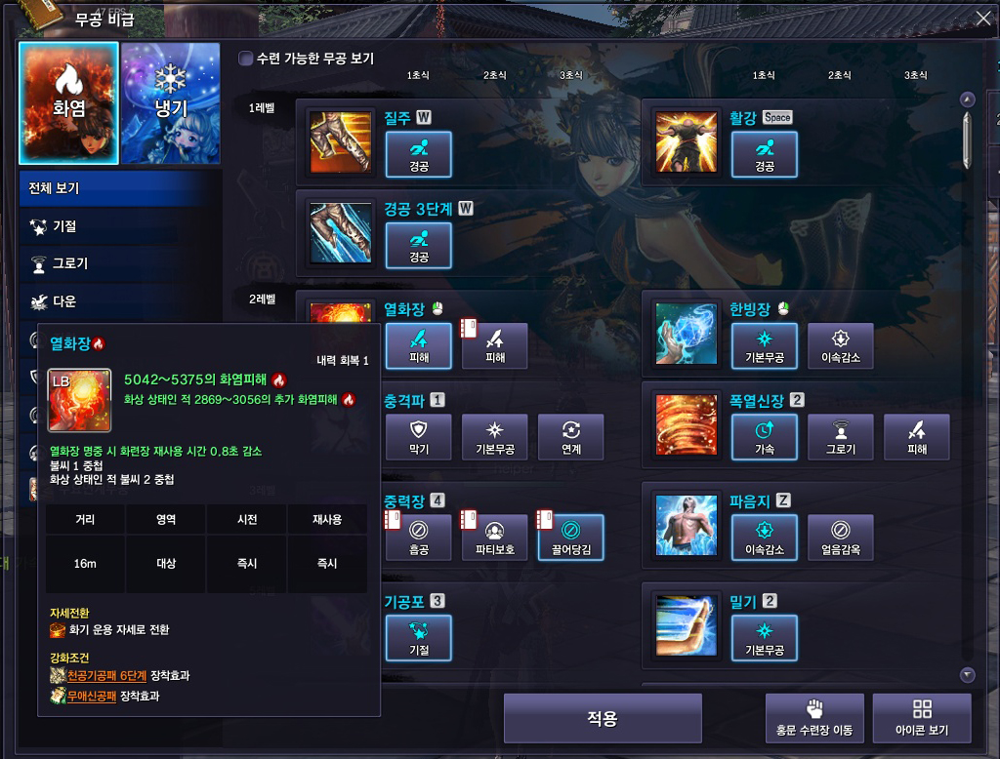 47 FPS
무공 비급
화염
냉기
수련 가능한 무공 보기
1초식 2초식 3초식 1초식 2초식 3초식
전체 보기
기절
그로기
다운
1레벨
질주 W
경공
활강 Space
경공
경공 3단계 W
경공
2레벨
열화장
피해
피해
한빙장
기본무공
이속감소
충격파 1
막기
기본무공
연계
폭열신장 2
가속
그로기
피해
중력장 4
흡공
파티보호
끌어당김
파음지 Z
이속감소
얼음감옥
기공포 3
기절
밀기 2
기본무공
열화장
내력 회복 1
LB
5042~5375의 화염피해
화상 상태인 적 2869~3056의 추가 화염피해
열화장 명중 시 화련장 재사용 시간 0.8초 감소
불씨 1 중첩
화상 상태인 적 불씨 2 중첩
거리 영역 시전 재사용
16m 대상 즉시 즉시
자세전환
화기 운용 자세로 전환
강화조건
천공기공패 6단계 장착효과
무애신공패 장착효과
적용
홍문 수련장 이동
아이콘 보기